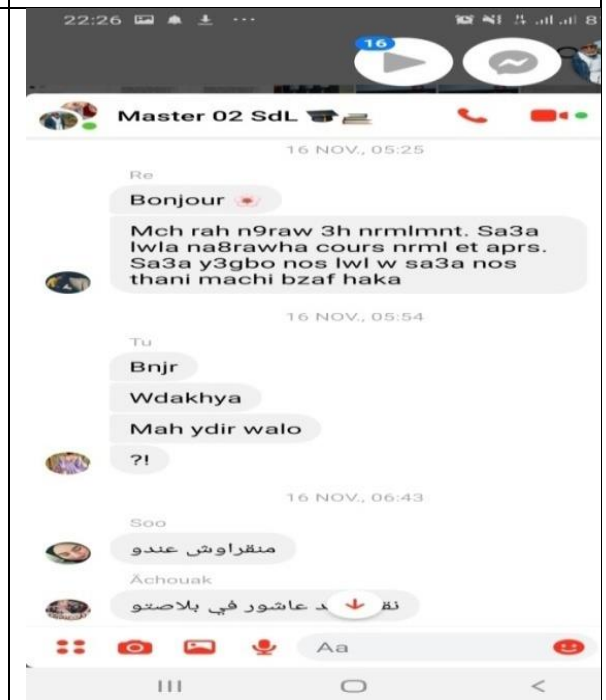 22:26 ... 8
16
Master 02 SdL 🎓📚
16 NOV., 05:25
Re
Bonjour
Mch rah n9raw 3h nrmlmnt. Sa3a
lwla na8rawha cours nrml et aprs.
Sa3a y3gbo nos lwl w sa3a nos
thani machi bzaf haka
16 NOV., 05:54
Tu
Bnjr
Wdakhya
Mah ydir walo
?!
16 NOV., 06:43
Soo
منقراوش عندو
Àchouak
عاشور في بلاصتو
Aa